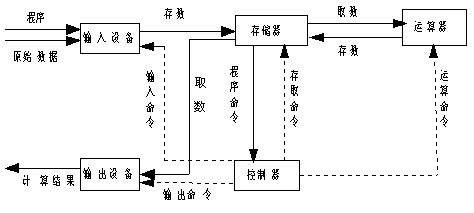 程序
存数
取数
输入设备
存储器
运算器
原始数据
存数
输入命令
取数
程序命令
存取命令
运算命令
输出设备
控制器
计算结果
输出命令